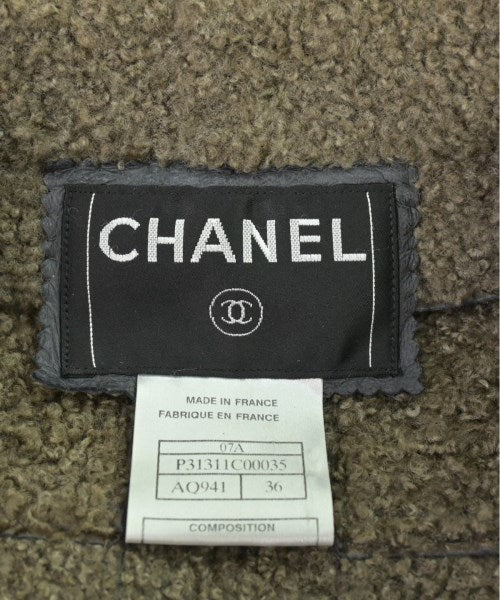 CHANEL
MADE IN FRANCE
FABRIQUE EN FRANCE
07A
P31311C00035
AQ941 36
COMPOSITION